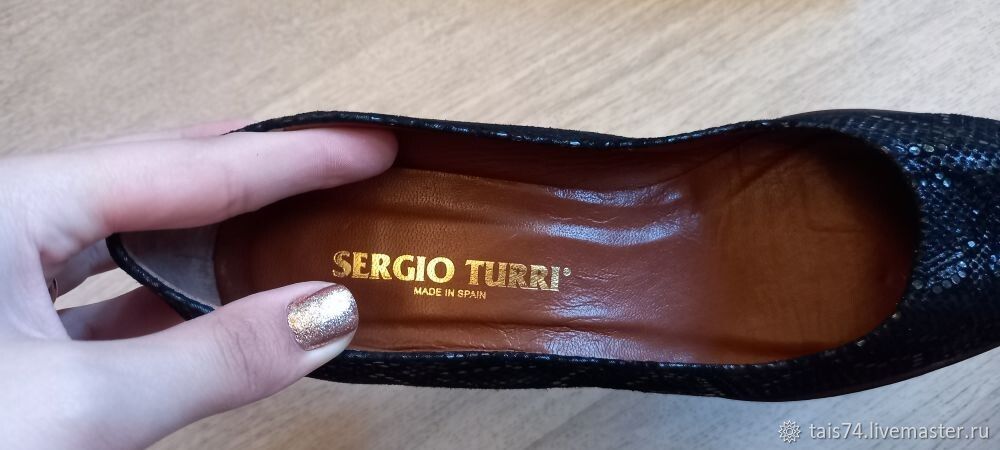 SERGIO TURRI®
MADE IN SPAIN
tais74.livemaster.ru